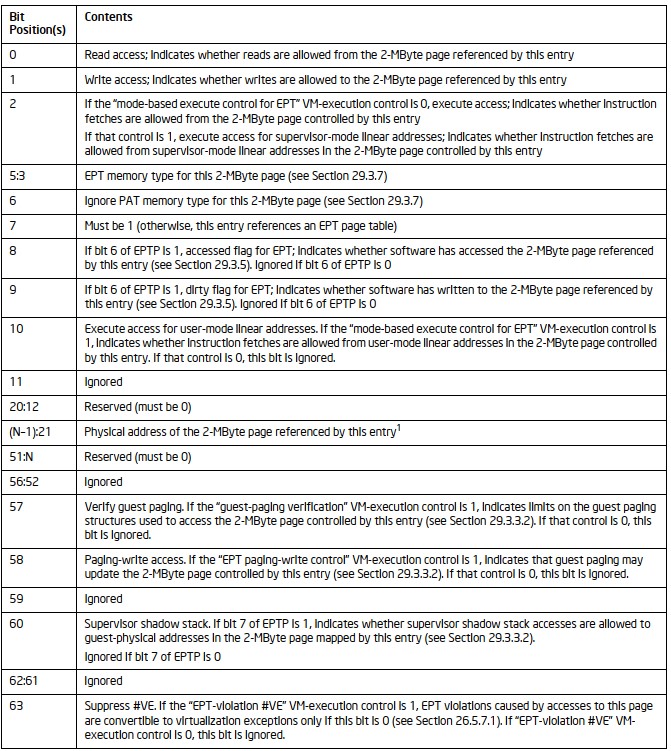 Bit Position(s) Contents
0 Read access; indicates whether reads are allowed from the 2-MByte page referenced by this entry
1 Write access; indicates whether writes are allowed to the 2-MByte page referenced by this entry
2 If the “mode-based execute control for EPT” VM-execution control is 0, execute access; indicates whether instruction
fetches are allowed from the 2-MByte page controlled by this entry
If that control is 1, execute access for supervisor-mode linear addresses; indicates whether instruction fetches are
allowed from supervisor-mode linear addresses in the 2-MByte page controlled by this entry
5:3 EPT memory type for this 2-MByte page (see Section 29.3.7)
6 Ignore PAT memory type for this 2-MByte page (see Section 29.3.7)
7 Must be 1 (otherwise, this entry references an EPT page table)
8 If bit 6 of EPTP is 1, accessed flag for EPT; indicates whether software has accessed the 2-MByte page referenced
by this entry (see Section 29.3.5). Ignored if bit 6 of EPTP is 0
9 If bit 6 of EPTP is 1, dirty flag for EPT; indicates whether software has written to the 2-MByte page referenced by
this entry (see Section 29.3.5). Ignored if bit 6 of EPTP is 0
10 Execute access for user-mode linear addresses. If the “mode-based execute control for EPT” VM-execution control is
1, indicates whether instruction fetches are allowed from user-mode linear addresses in the 2-MByte page controlled
by this entry. If that control is 0, this bit is ignored.
11 Ignored
20:12 Reserved (must be 0)
(N–1):21 Physical address of the 2-MByte page referenced by this entry¹
51:N Reserved (must be 0)
56:52 Ignored
57 Verify guest paging. If the “guest-paging verification” VM-execution control is 1, indicates limits on the guest paging
structures used to access the 2-MByte page controlled by this entry (see Section 29.3.3.2). If that control is 0, this
bit is ignored.
58 Paging-write access. If the “EPT paging-write control” VM-execution control is 1, indicates that guest paging may
update the 2-MByte page controlled by this entry (see Section 29.3.3.2). If that control is 0, this bit is ignored.
59 Ignored
60 Supervisor shadow stack. If bit 7 of EPTP is 1, indicates whether supervisor shadow stack accesses are allowed to
guest-physical addresses in the 2-MByte page mapped by this entry (see Section 29.3.3.2).
Ignored if bit 7 of EPTP is 0
62:61 Ignored
63 Suppress #VE. If the “EPT-violation #VE” VM-execution control is 1, EPT violations caused by accesses to this page
are convertible to virtualization exceptions only if this bit is 0 (see Section 26.5.7.1). If “EPT-violation #VE” VM-
execution control is 0, this bit is ignored.